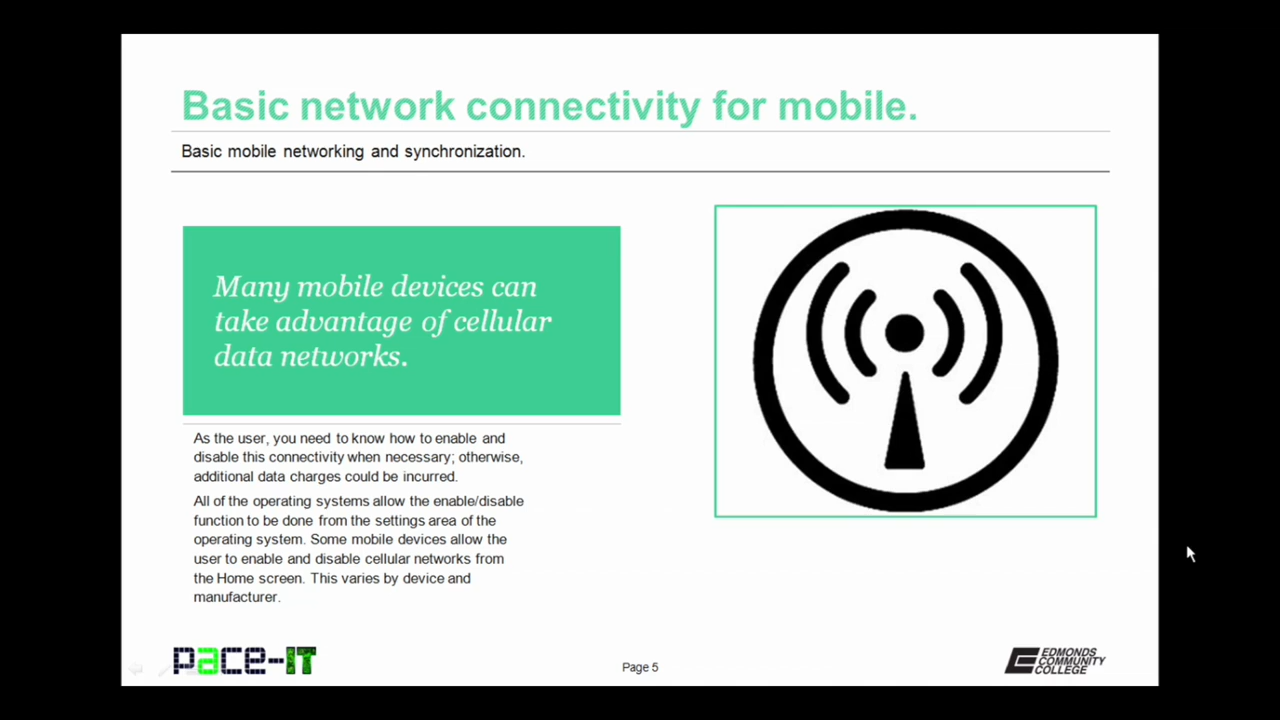 Basic network connectivity for mobile.
Basic mobile networking and synchronization.
Many mobile devices can
take advantage of cellular
data networks.
As the user, you need to know how to enable and
disable this connectivity when necessary; otherwise,
additional data charges could be incurred.
All of the operating systems allow the enable/disable
function to be done from the settings area of the
operating system. Some mobile devices allow the
user to enable and disable cellular networks from
the Home screen. This varies by device and
manufacturer.
pace-IT
Page 5
EDMONDS
COMMUNITY
COLLEGE